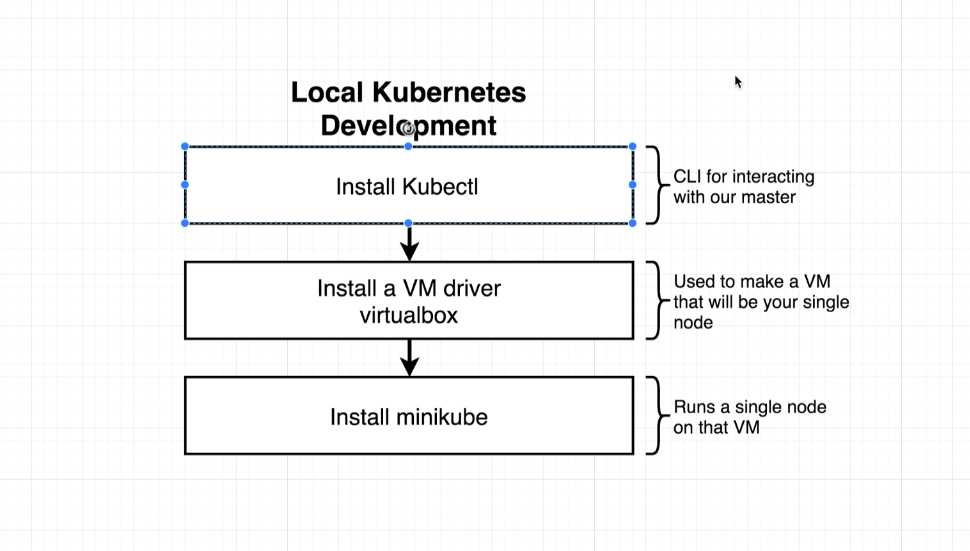 Local Kubernetes
Development
Install Kubectl
CLI for interacting
with our master
Install a VM driver
virtualbox
Used to make a VM
that will be your single
node
Install minikube
Runs a single node
on that VM